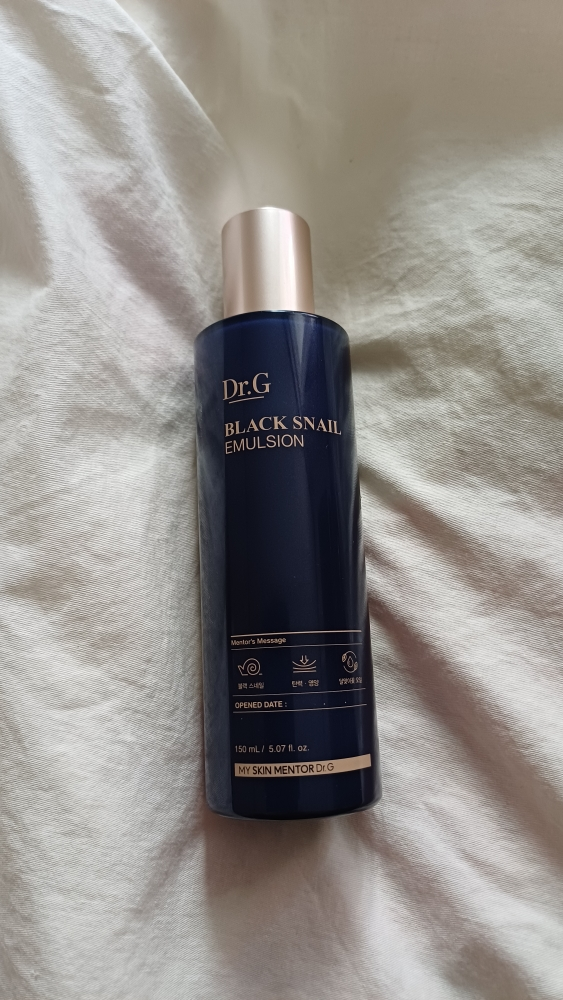 Dr.G
BLACK SNAIL
EMULSION
Mentor's Message
블랙 스네일
탄력 · 영양
OPENED DATE :
150 mL / 5.07 fl. oz.
MY SKIN MENTOR Dr.G